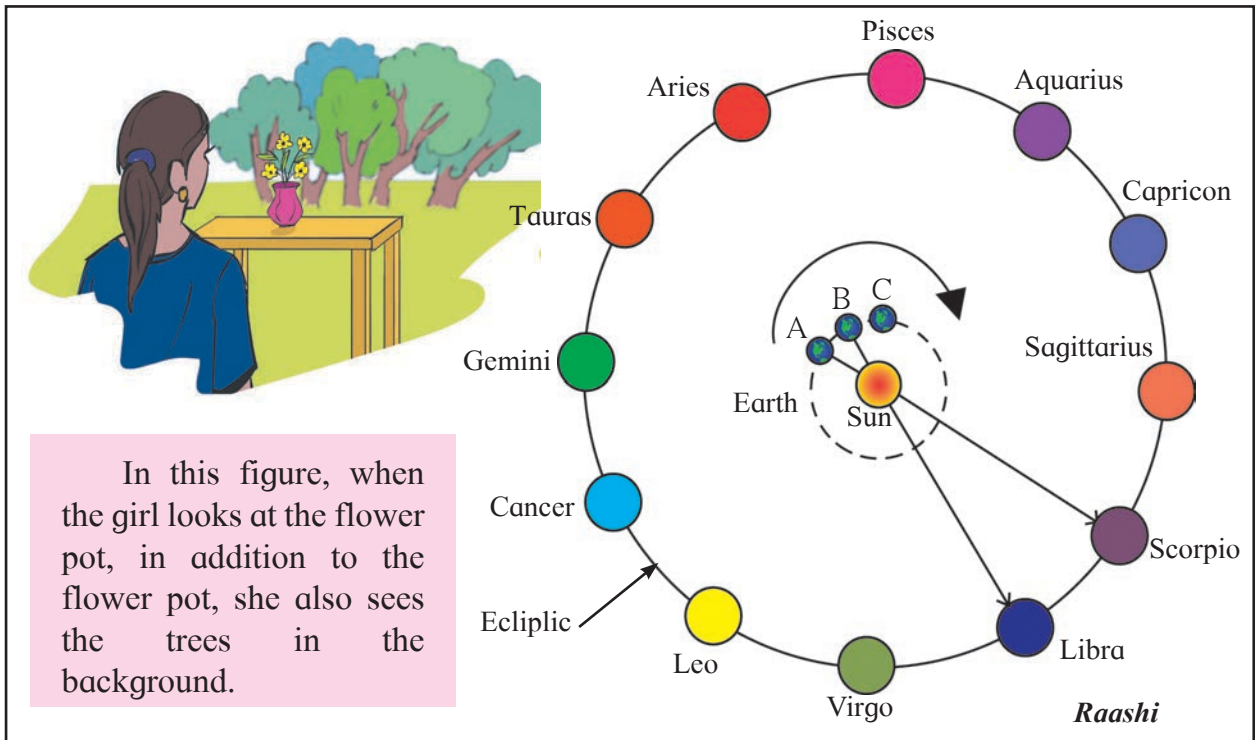 Pisces
Aries
Aquarius
Tauras
Capricon
B
C
A
Gemini
Sagittarius
Earth
Sun
In this figure, when
the girl looks at the flower
pot, in addition to the
flower pot, she also sees
the trees in the
background.
Cancer
Scorpio
Ecliplic
Leo
Libra
Virgo
Raashi